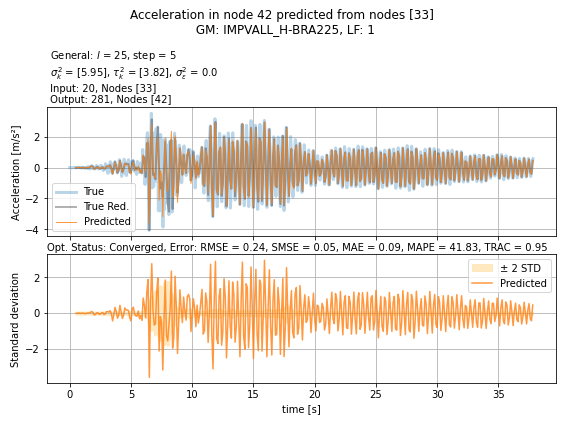 Acceleration in node 42 predicted from nodes [33]
GM: IMPVALL_H-BRA225, LF: 1
General: l = 25, step = 5
σ²ₖ = [5.95], τ²ₖ = [3.82], σ²ε = 0.0
Input: 20, Nodes [33]
Output: 281, Nodes [42]
Acceleration [m/s²]
2
0
−2
−4
True
True Red.
Predicted
Opt. Status: Converged, Error: RMSE = 0.24, SMSE = 0.05, MAE = 0.09, MAPE = 41.83, TRAC = 0.95
Standard deviation
2
0
−2
± 2 STD
Predicted
0 5 10 15 20 25 30 35
time [s]